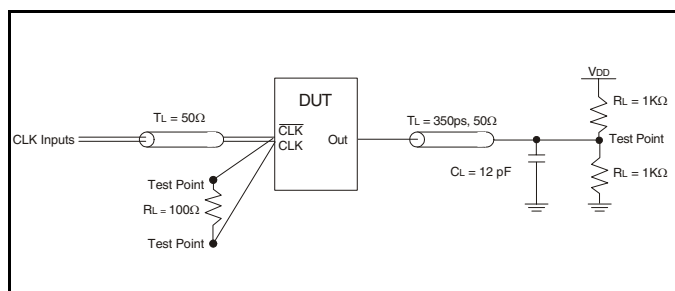 VDD
DUT
RL = 1KΩ
TL = 50Ω
TL = 350ps, 50Ω
CLK
CLK Inputs
CLK
Out
Test Point
Test Point
CL = 12 pF
RL = 1KΩ
RL = 100Ω
Test Point